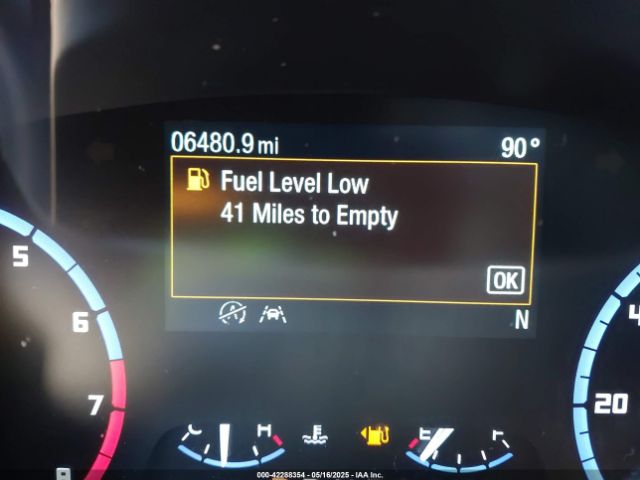 06480.9 mi 90°
Fuel Level Low
41 Miles to Empty
OK
N
5
6
7
8
4
20
C H E F
000-42288354 | 05/16/2025 - IAA Inc.